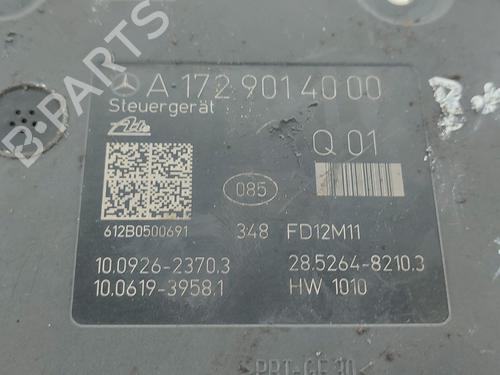 A 172 901 40 00
Steuergerät
Ate
Q 01
085
612B0500691 348 FD12M11
10.0926-2370.3 28.5264-8210.3
10.0619-3958.1 HW 1010